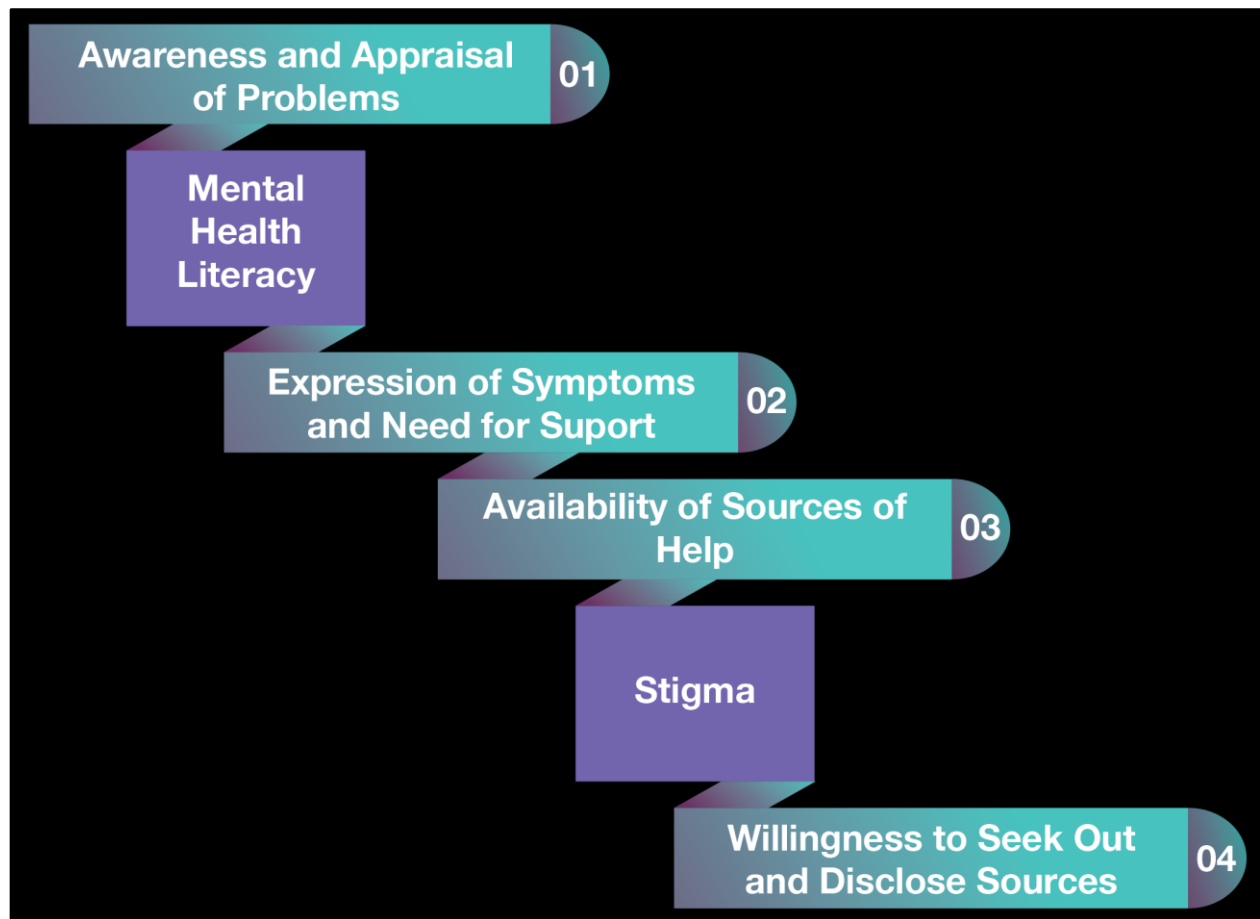 Awareness and Appraisal
of Problems
01
Mental
Health
Literacy
Expression of Symptoms
and Need for Suport
02
Availability of Sources of
Help
03
Stigma
Willingness to Seek Out
and Disclose Sources
04